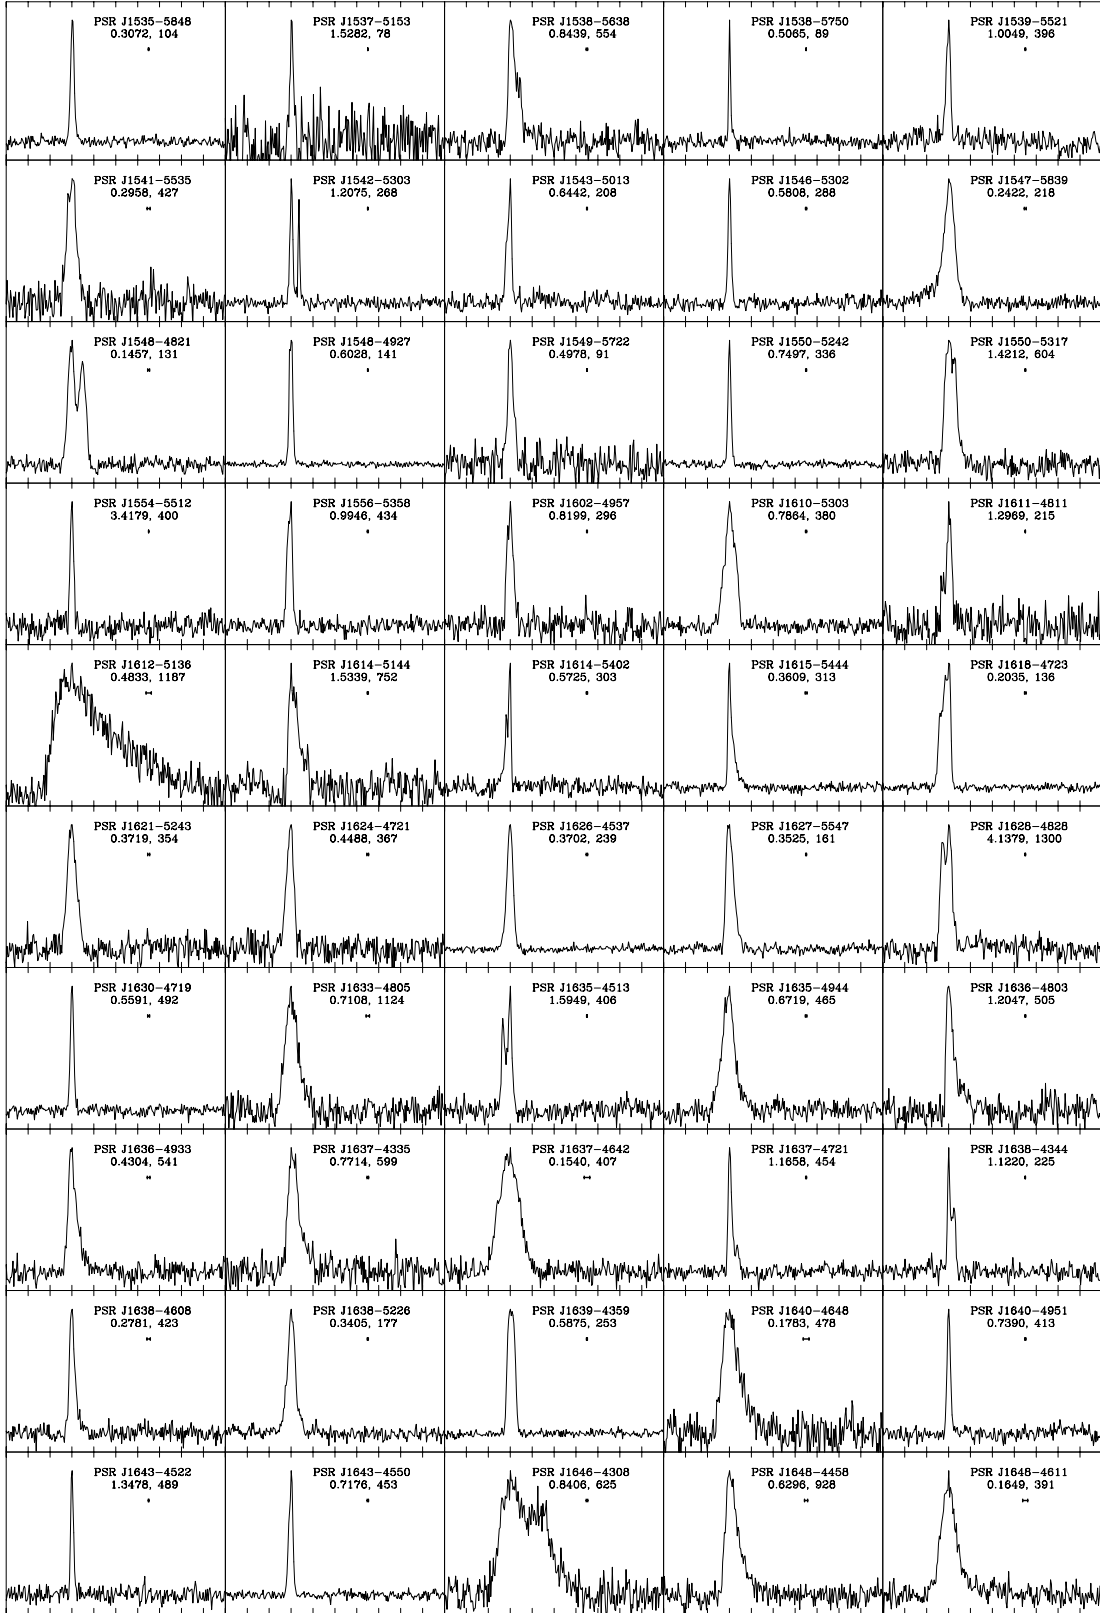 PSR J1535−5848
0.3072, 104
PSR J1537−5153
1.5282, 78
PSR J1538−5638
0.8439, 554
PSR J1538−5750
0.5065, 89
PSR J1539−5521
1.0049, 396
PSR J1541−5535
0.2958, 427
PSR J1542−5303
1.2075, 268
PSR J1543−5013
0.6442, 208
PSR J1546−5302
0.5808, 288
PSR J1547−5839
0.2422, 218
PSR J1548−4821
0.1457, 131
PSR J1548−4927
0.6028, 141
PSR J1549−5722
0.4978, 91
PSR J1550−5242
0.7497, 336
PSR J1550−5317
1.4212, 604
PSR J1554−5512
3.4179, 400
PSR J1556−5358
0.9946, 434
PSR J1602−4957
0.8199, 296
PSR J1610−5303
0.7864, 380
PSR J1611−4811
1.2969, 215
PSR J1612−5136
0.4833, 1187
PSR J1614−5144
1.5339, 752
PSR J1614−5402
0.5725, 303
PSR J1615−5444
0.3609, 313
PSR J1618−4723
0.2035, 136
PSR J1621−5243
0.3719, 354
PSR J1624−4721
0.4488, 367
PSR J1626−4537
0.3702, 239
PSR J1627−5547
0.3525, 161
PSR J1628−4828
4.1379, 1300
PSR J1630−4719
0.5591, 492
PSR J1633−4805
0.7108, 1124
PSR J1635−4513
1.5949, 406
PSR J1635−4944
0.6719, 465
PSR J1636−4803
1.2047, 505
PSR J1636−4933
0.4304, 541
PSR J1637−4335
0.7714, 599
PSR J1637−4642
0.1540, 407
PSR J1637−4721
1.1658, 454
PSR J1638−4344
1.1220, 225
PSR J1638−4608
0.2781, 423
PSR J1638−5226
0.3405, 177
PSR J1639−4359
0.5875, 253
PSR J1640−4648
0.1783, 478
PSR J1640−4951
0.7390, 413
PSR J1643−4522
1.3478, 489
PSR J1643−4550
0.7176, 453
PSR J1646−4308
0.8406, 625
PSR J1648−4458
0.6296, 928
PSR J1648−4611
0.1649, 391